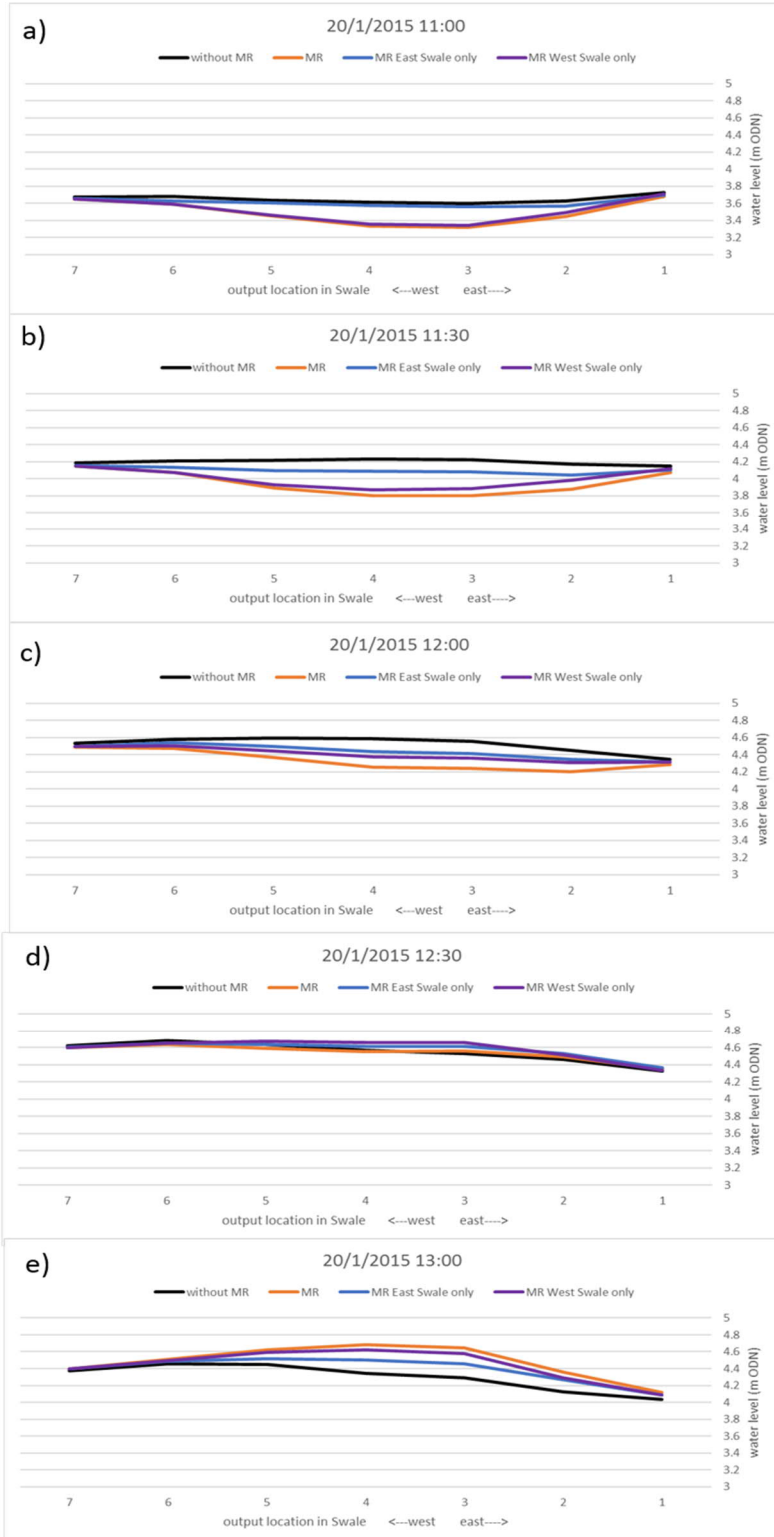 a)
20/1/2015 11:00
without MR MR MR East Swale only MR West Swale only
5
4.8
4.6
4.4
4.2
4
3.8
3.6
3.4
3.2
3
water level (m ODN)
7 6 5 4 3 2 1
output location in Swale <---west east---->
b)
20/1/2015 11:30
without MR MR MR East Swale only MR West Swale only
5
4.8
4.6
4.4
4.2
4
3.8
3.6
3.4
3.2
3
water level (m ODN)
7 6 5 4 3 2 1
output location in Swale <---west east---->
c)
20/1/2015 12:00
without MR MR MR East Swale only MR West Swale only
5
4.8
4.6
4.4
4.2
4
3.8
3.6
3.4
3.2
3
water level (m ODN)
7 6 5 4 3 2 1
output location in Swale <---west east---->
d)
20/1/2015 12:30
without MR MR MR East Swale only MR West Swale only
5
4.8
4.6
4.4
4.2
4
3.8
3.6
3.4
3.2
3
water level (m ODN)
7 6 5 4 3 2 1
output location in Swale <---west east---->
e)
20/1/2015 13:00
without MR MR MR East Swale only MR West Swale only
5
4.8
4.6
4.4
4.2
4
3.8
3.6
3.4
3.2
3
water level (m ODN)
7 6 5 4 3 2 1
output location in Swale <---west east---->